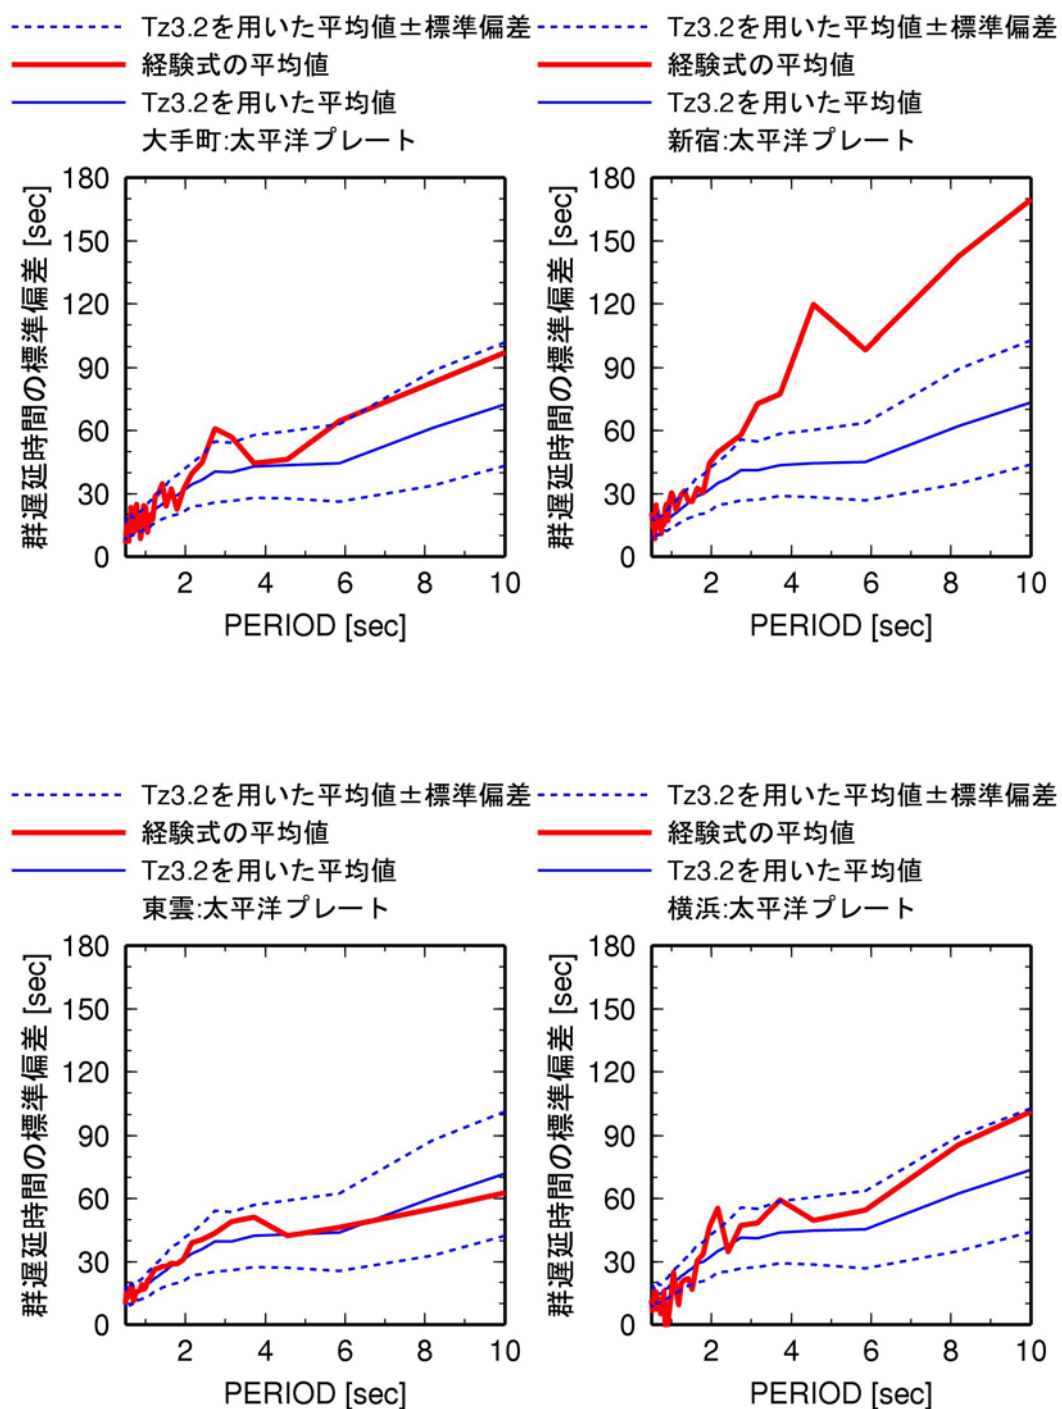 Tz3.2を用いた平均値±標準偏差
経験式の平均値
Tz3.2を用いた平均値
大手町:太平洋プレート
180
150
120
90
60
30
0
群遅延時間の標準偏差 [sec]
2 4 6 8 10
PERIOD [sec]
Tz3.2を用いた平均値±標準偏差
経験式の平均値
Tz3.2を用いた平均値
新宿:太平洋プレート
180
150
120
90
60
30
0
群遅延時間の標準偏差 [sec]
2 4 6 8 10
PERIOD [sec]
Tz3.2を用いた平均値±標準偏差
経験式の平均値
Tz3.2を用いた平均値
東雲:太平洋プレート
180
150
120
90
60
30
0
群遅延時間の標準偏差 [sec]
2 4 6 8 10
PERIOD [sec]
Tz3.2を用いた平均値±標準偏差
経験式の平均値
Tz3.2を用いた平均値
横浜:太平洋プレート
180
150
120
90
60
30
0
群遅延時間の標準偏差 [sec]
2 4 6 8 10
PERIOD [sec]